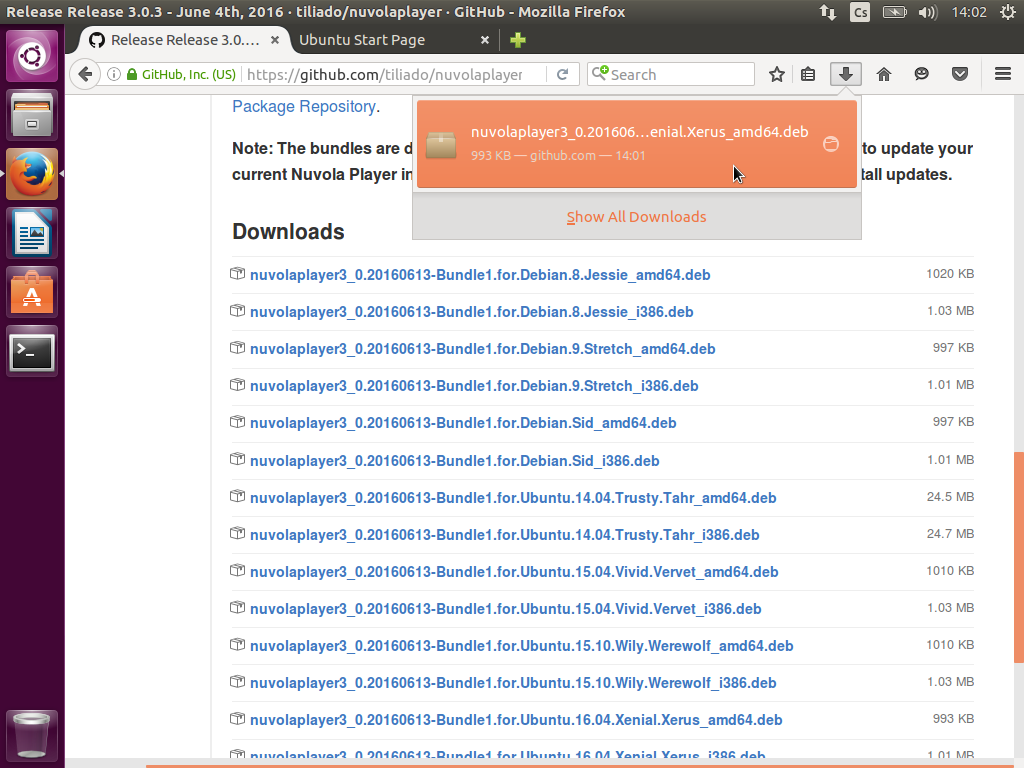 Release Release 3.0.3 - June 4th, 2016 · tiliado/nuvolaplayer · GitHub - Mozilla Firefox
Cs
14:02
Release Release 3.0....
Ubuntu Start Page
GitHub, Inc. (US)
https://github.com/tiliado/nuvolaplayer
Search
Package Repository.
nuvolaplayer3_0.201606...enial.Xerus_amd64.deb
993 KB — github.com — 14:01
Show All Downloads
Note: The bundles are d
to update your
current Nuvola Player in
tall updates.
Downloads
nuvolaplayer3_0.20160613-Bundle1.for.Debian.8.Jessie_amd64.deb 1020 KB
nuvolaplayer3_0.20160613-Bundle1.for.Debian.8.Jessie_i386.deb 1.03 MB
nuvolaplayer3_0.20160613-Bundle1.for.Debian.9.Stretch_amd64.deb 997 KB
nuvolaplayer3_0.20160613-Bundle1.for.Debian.9.Stretch_i386.deb 1.01 MB
nuvolaplayer3_0.20160613-Bundle1.for.Debian.Sid_amd64.deb 997 KB
nuvolaplayer3_0.20160613-Bundle1.for.Debian.Sid_i386.deb 1.01 MB
nuvolaplayer3_0.20160613-Bundle1.for.Ubuntu.14.04.Trusty.Tahr_amd64.deb 24.5 MB
nuvolaplayer3_0.20160613-Bundle1.for.Ubuntu.14.04.Trusty.Tahr_i386.deb 24.7 MB
nuvolaplayer3_0.20160613-Bundle1.for.Ubuntu.15.04.Vivid.Vervet_amd64.deb 1010 KB
nuvolaplayer3_0.20160613-Bundle1.for.Ubuntu.15.04.Vivid.Vervet_i386.deb 1.03 MB
nuvolaplayer3_0.20160613-Bundle1.for.Ubuntu.15.10.Wily.Werewolf_amd64.deb 1010 KB
nuvolaplayer3_0.20160613-Bundle1.for.Ubuntu.15.10.Wily.Werewolf_i386.deb 1.03 MB
nuvolaplayer3_0.20160613-Bundle1.for.Ubuntu.16.04.Xenial.Xerus_amd64.deb 993 KB
nuvolaplayer3_0.20160613-Bundle1.for.Ubuntu.16.04.Xenial.Xerus_i386.deb 1.01 MB